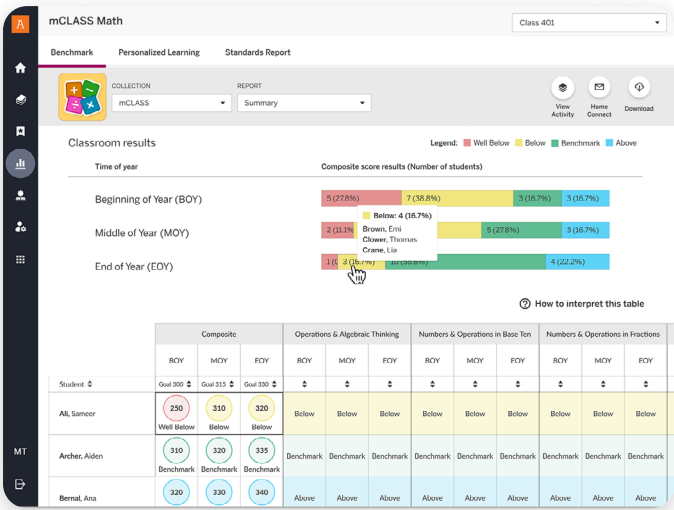 A
mCLASS Math
Class 401
Benchmark Personalized Learning Standards Report
COLLECTION
mCLASS
REPORT
Summary
View Activity
Home Connect
Download
Classroom results
Legend: Well Below Below Benchmark Above
Time of year Composite score results (Number of students)
Beginning of Year (BOY) 5 (27.8%) 7 (38.8%) 3 (16.7%) 3 (16.7%)
Below: 4 (16.7%)
Brown, Emi
Clower, Thomas
Crane, Lia
Middle of Year (MOY) 2 (11.1% 5 (27.8%) 3 (16.7%)
End of Year (EOY) 1 ( 3 (16.7%) 4 (22.2%)
How to interpret this table
Composite Operations & Algebraic Thinking Numbers & Operations in Base Ten Numbers & Operations in Fractions
BOY MOY EOY BOY MOY EOY BOY MOY EOY BOY MOY EOY
Student Goal 300 Goal 315 Goal 330
Ali, Sameer 250 Well Below 310 Below 320 Below Below Below Below Below Below Below Below Below Below
Archer, Aiden 310 Benchmark 320 Benchmark 335 Benchmark Benchmark Benchmark Benchmark Benchmark Benchmark Benchmark Benchmark Benchmark Benchmark
Bernal, Ana 320 330 340 Above Above Above Above Above Above Above Above Above
MT